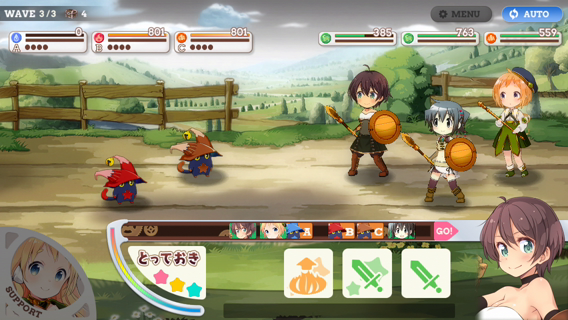 WAVE 3/3 4
MENU
AUTO
0
801
801
385
763
559
A
B
C
A
B
C
GO!
とっておき
SUPPORT